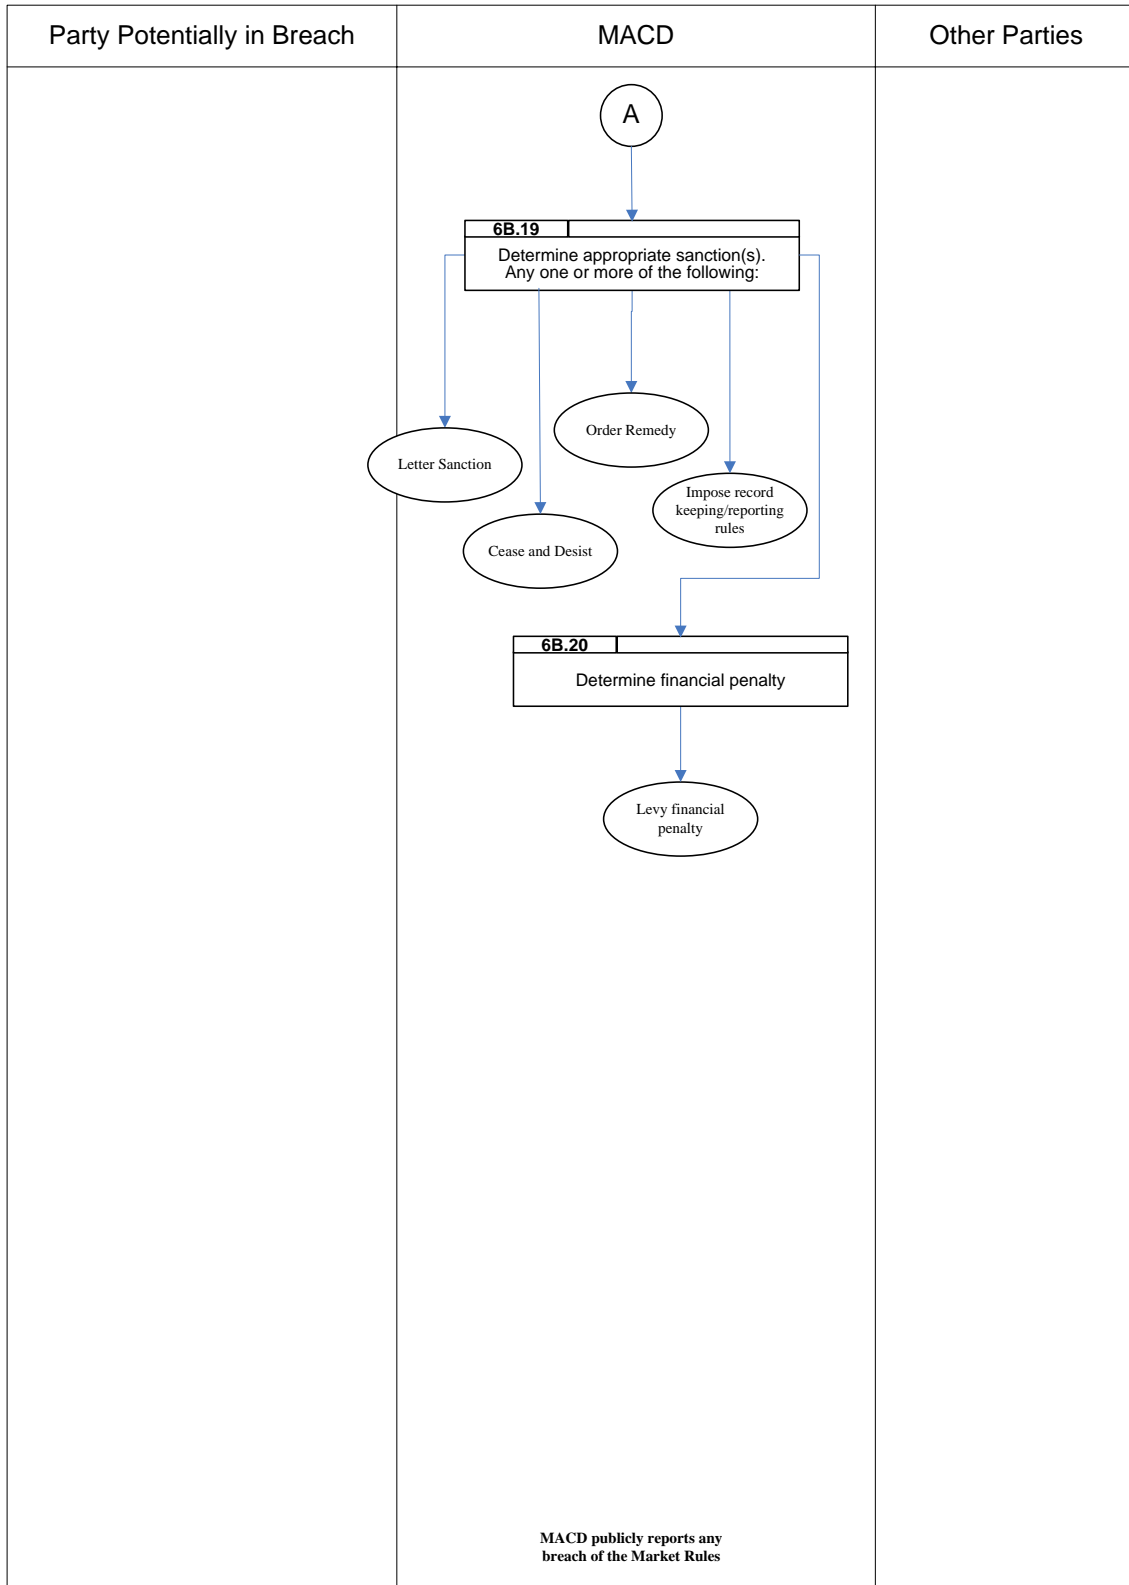 Party Potentially in Breach
MACD
Other Parties
A
6B.19
Determine appropriate sanction(s).
Any one or more of the following:
Order Remedy
Letter Sanction
Impose record
keeping/reporting
rules
Cease and Desist
6B.20
Determine financial penalty
Levy financial
penalty
MACD publicly reports any
breach of the Market Rules